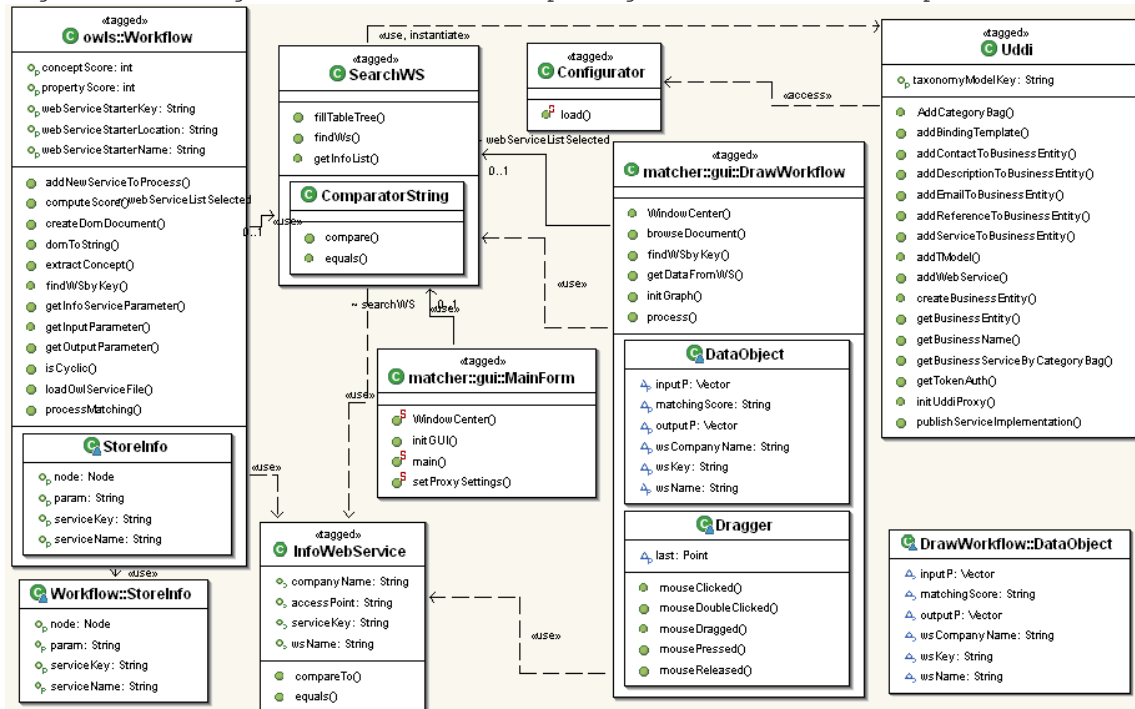 «tagged»
owls::Workflow
conceptScore: int
propertyScore: int
webServiceStarterKey: String
webServiceStarterLocation: String
webServiceStarterName: String
addNewServiceToProcess()
computeScore()
createDomDocument()
domToString()
extractConcept()
findWSbyKey()
getInfoServiceParameter()
getInputParameter()
getOutputParameter()
isCyclic()
loadOwlServiceFile()
processMatching()
StoreInfo
node: Node
param: String
serviceKey: String
serviceName: String
«use»
Workflow::StoreInfo
node: Node
param: String
serviceKey: String
serviceName: String
webServiceListSelected
0..1
«use»
«use, instantiate»
«tagged»
SearchWS
fillTableTree()
findWs()
getInfoList()
ComparatorString
compare()
equals()
~ searchWS
0..1
«use»
«tagged»
matcher::gui::MainForm
WindowCenter()
initGUI()
main()
setProxySettings()
«use»
«use»
«tagged»
InfoWebService
companyName: String
accessPoint: String
serviceKey: String
wsName: String
compareTo()
equals()
«tagged»
Configurator
load()
«access»
- webServiceListSelected
0..1
«use»
«use»
«tagged»
matcher::gui::DrawWorkflow
WindowCenter()
browseDocument()
findWSbyKey()
getDataFromWS()
initGraph()
process()
DataObject
inputP: Vector
matchingScore: String
outputP: Vector
wsCompanyName: String
wsKey: String
wsName: String
Dragger
last: Point
mouseClicked()
mouseDoubleClicked()
mouseDragged()
mousePressed()
mouseReleased()
«tagged»
Uddi
taxonomyModelKey: String
AddCategoryBag()
addBindingTemplate()
addContactToBusinessEntity()
addDescriptionToBusinessEntity()
addEmailToBusinessEntity()
addReferenceToBusinessEntity()
addServiceToBusinessEntity()
addTModel()
addWebService()
createBusinessEntity()
getBusinessEntity()
getBusinessName()
getBusinessServiceByCategoryBag()
getTokenAuth()
initUddiProxy()
publishServiceImplementation()
DrawWorkflow::DataObject
inputP: Vector
matchingScore: String
outputP: Vector
wsCompanyName: String
wsKey: String
wsName: String